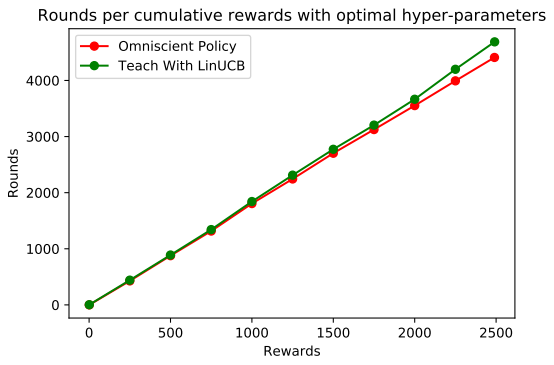 Rounds per cumulative rewards with optimal hyper-parameters
Omniscient Policy
Teach With LinUCB
4000
3000
2000
1000
0
Rounds
0 500 1000 1500 2000 2500
Rewards